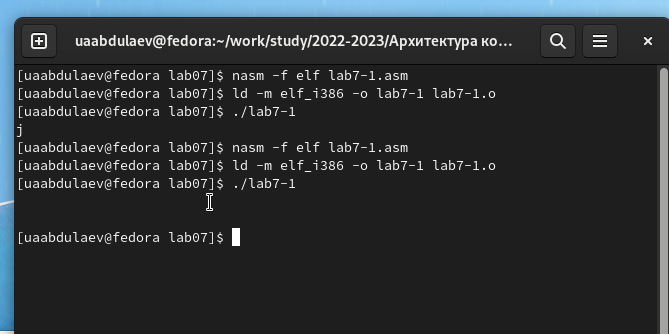 uaabdulaev@fedora:~/work/study/2022-2023/Архитектура ко...
[uaabdulaev@fedora lab07]$ nasm -f elf lab7-1.asm
[uaabdulaev@fedora lab07]$ ld -m elf_i386 -o lab7-1 lab7-1.o
[uaabdulaev@fedora lab07]$ ./lab7-1
j
[uaabdulaev@fedora lab07]$ nasm -f elf lab7-1.asm
[uaabdulaev@fedora lab07]$ ld -m elf_i386 -o lab7-1 lab7-1.o
[uaabdulaev@fedora lab07]$ ./lab7-1
[uaabdulaev@fedora lab07]$